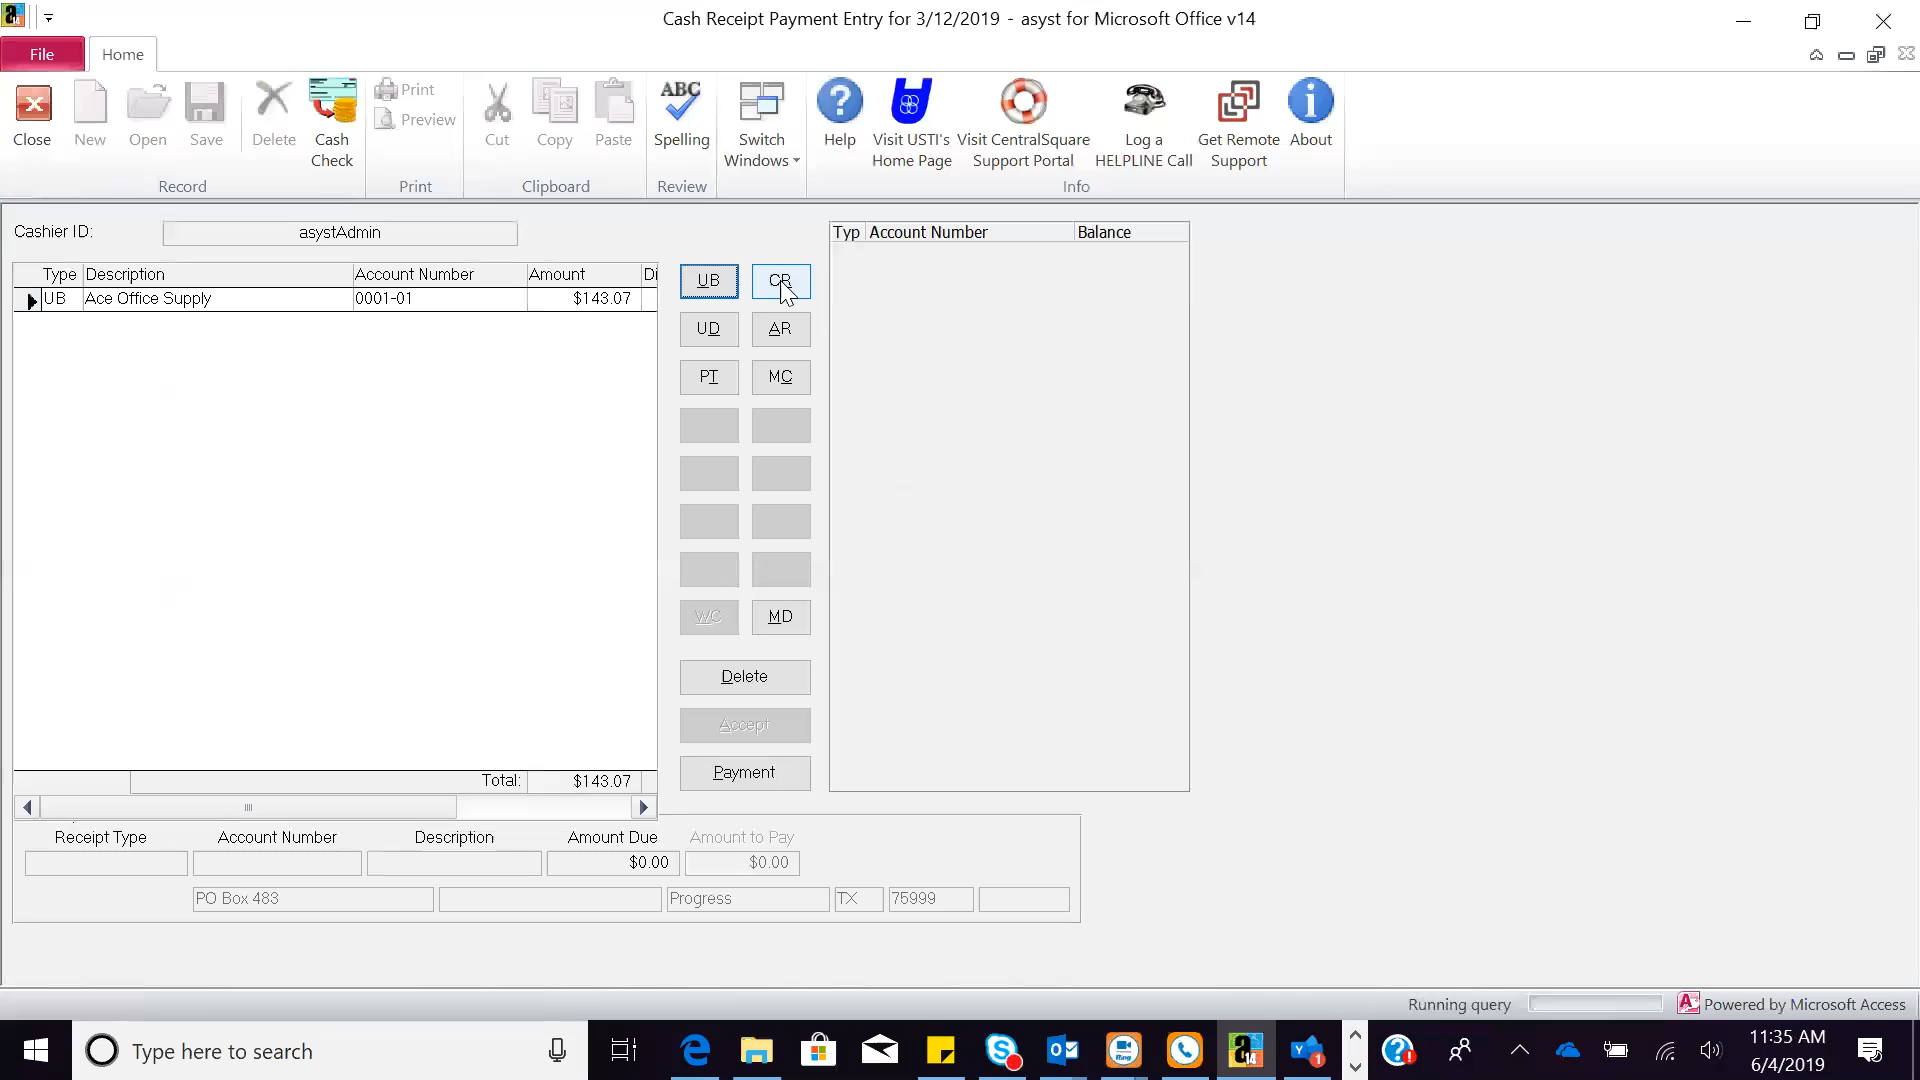 Cash Receipt Payment Entry for 3/12/2019 - asyst for Microsoft Office v14
File Home
Close New Open Save Delete Cash Check
Print
Preview
Cut Copy Paste
ABC
Spelling
Switch Windows
Help
Visit USTI's Home Page
Visit CentralSquare Support Portal
Log a HELPLINE Call
Get Remote Support
About
Record Print Clipboard Review Info
Cashier ID: asystAdmin
Type Description Account Number Amount Di
UB Ace Office Supply 0001-01 $143.07
Total: $143.07
UB CR
UD AR
PT MC
WC MD
Delete
Accept
Payment
Typ Account Number Balance
Receipt Type Account Number Description Amount Due Amount to Pay
$0.00 $0.00
PO Box 483 Progress TX 75999
Running query Powered by Microsoft Access
Type here to search
11:35 AM
6/4/2019